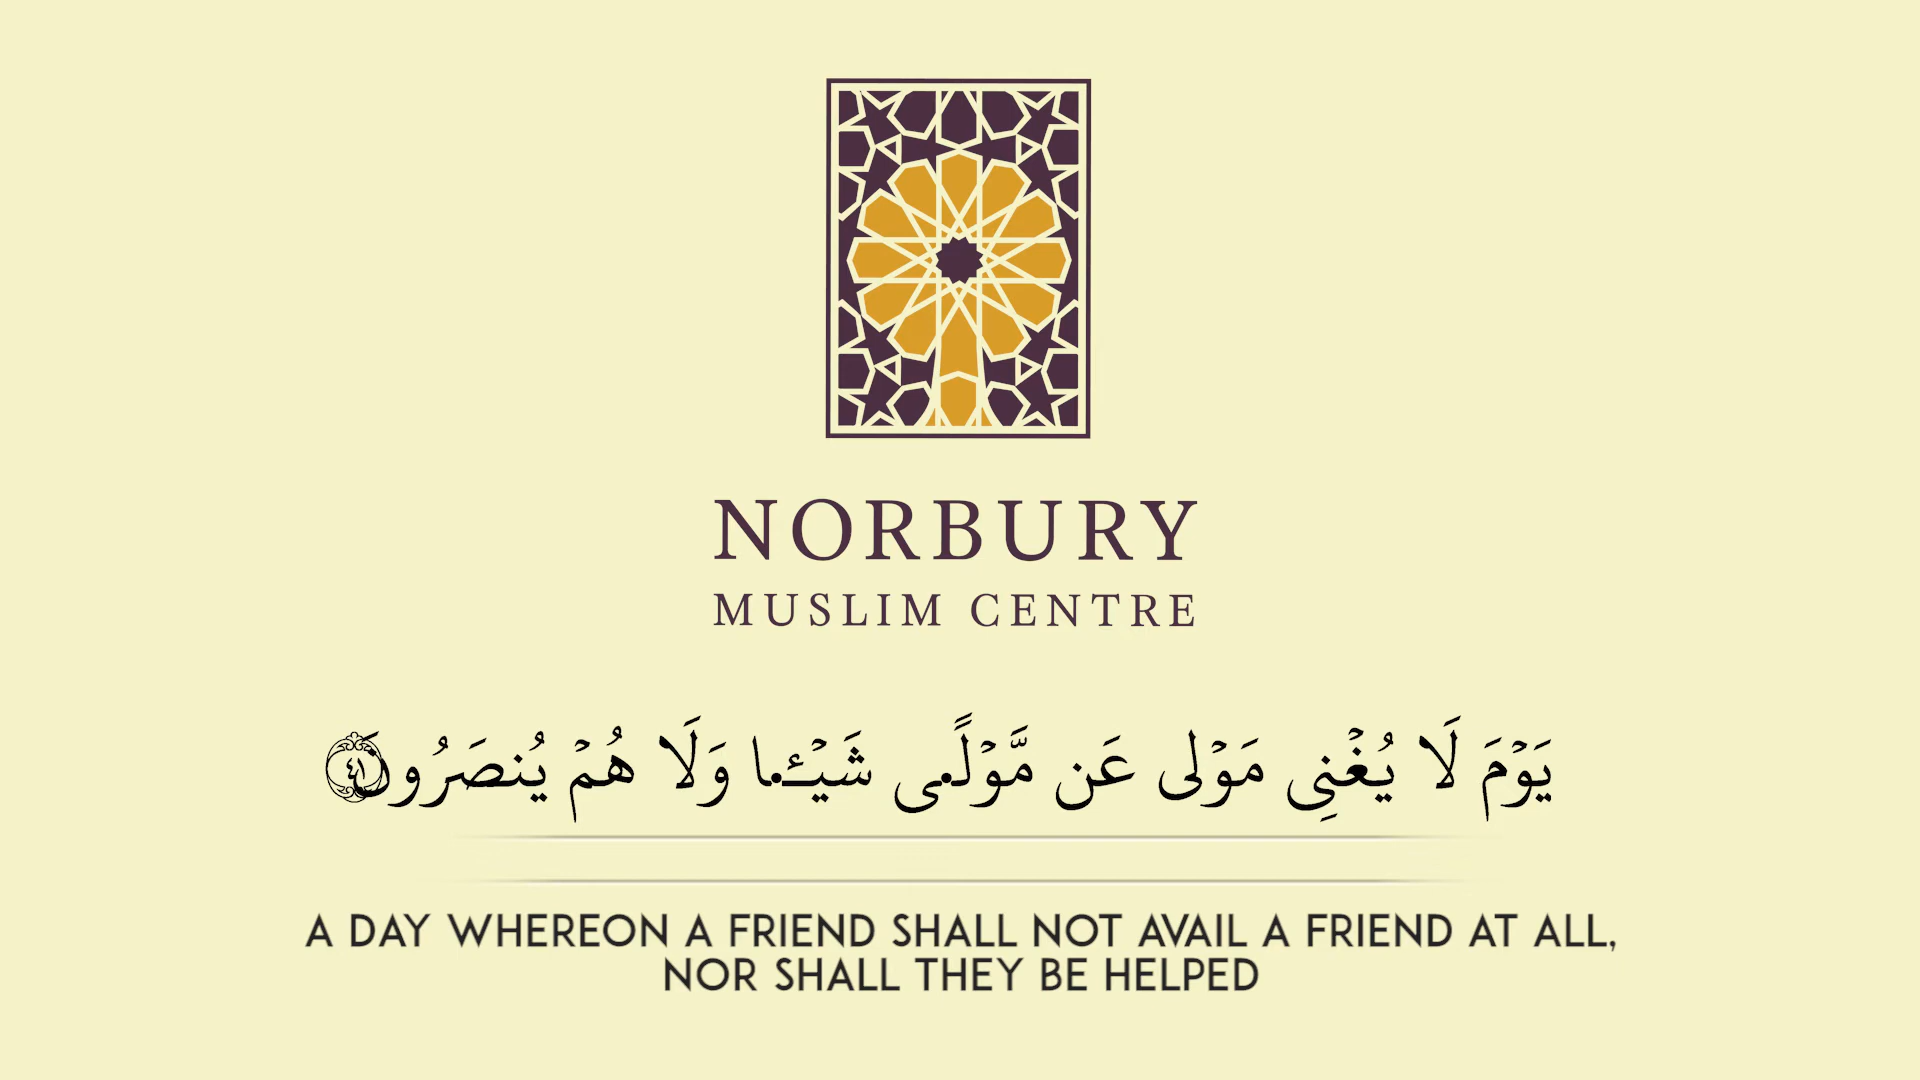 NORBURY
MUSLIM CENTRE
يَوْمَ لَا يُغْنِى مَوْلًى عَن مَّوْلًى شَيْـًٔا وَلَا هُمْ يُنصَرُونَ ٤١
A DAY WHEREON A FRIEND SHALL NOT AVAIL A FRIEND AT ALL,
NOR SHALL THEY BE HELPED